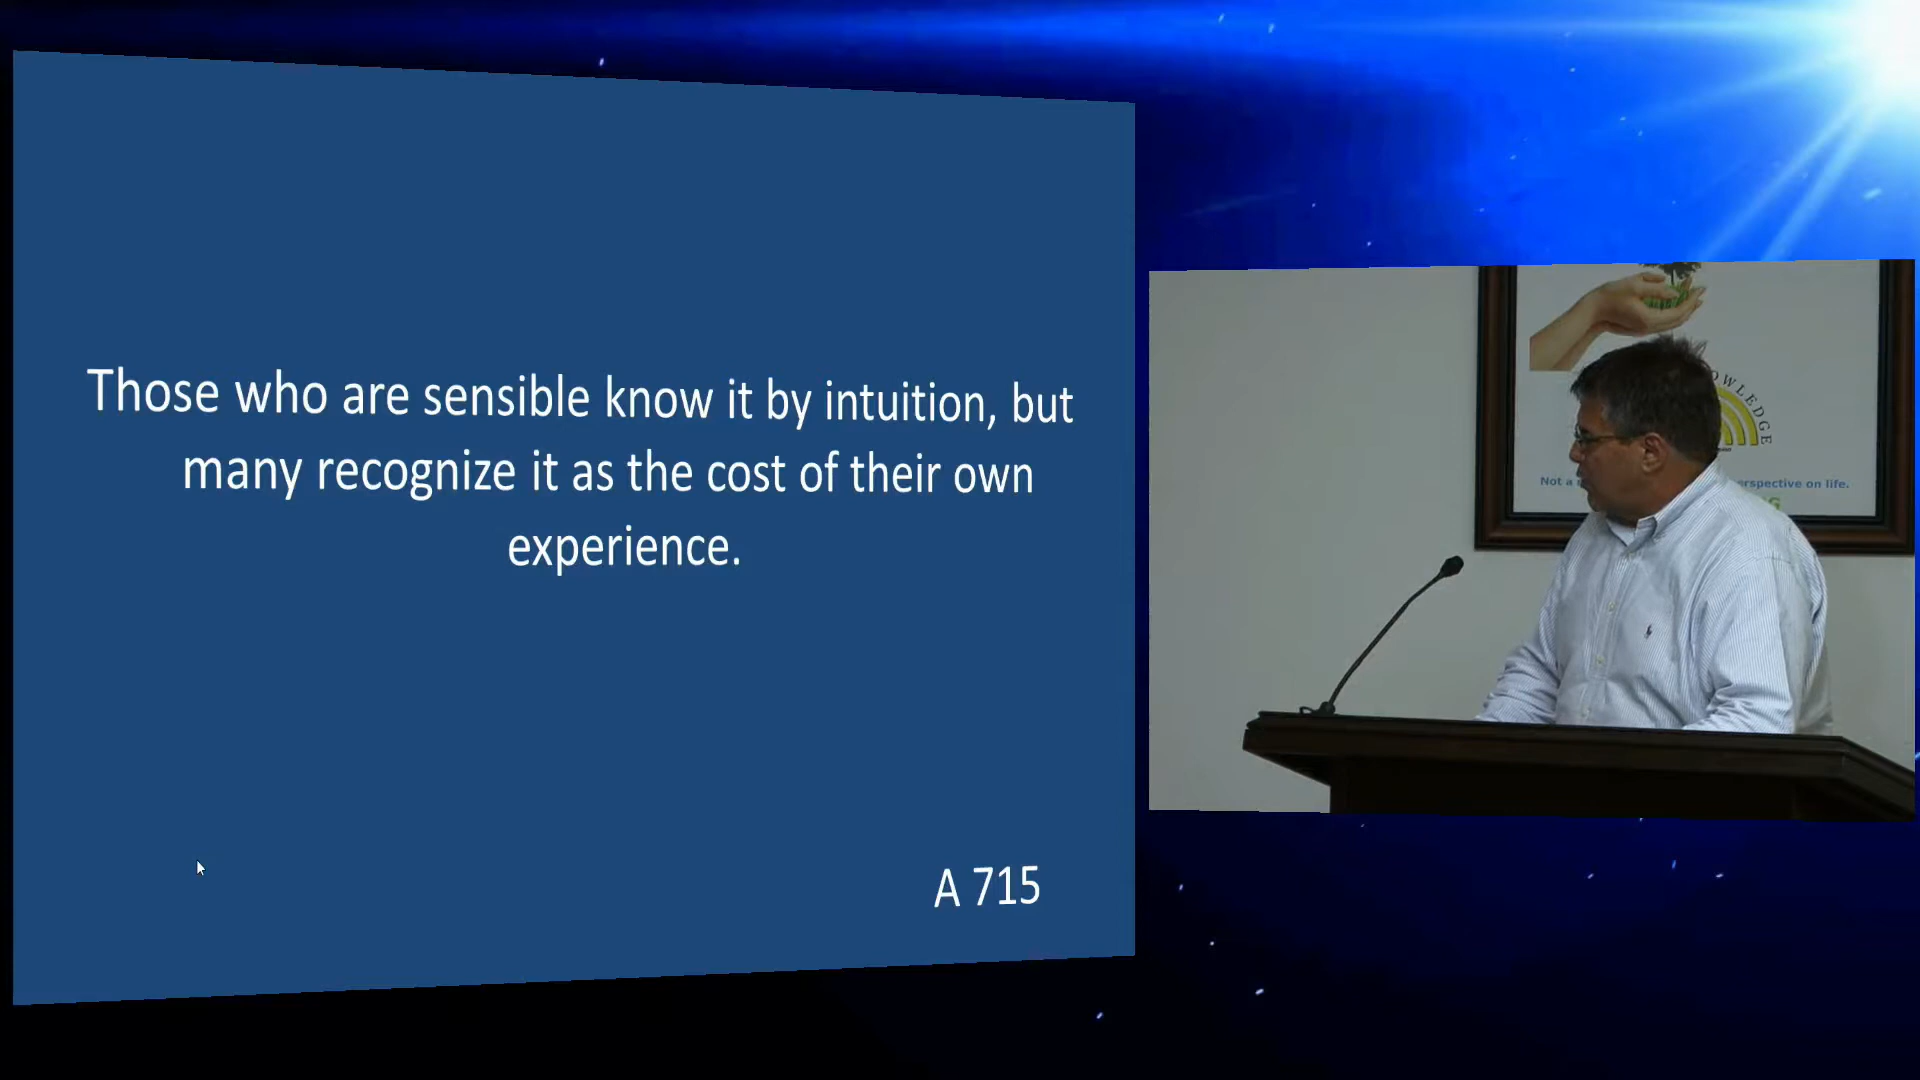 Those who are sensible know it by intuition, but
many recognize it as the cost of their own
experience.
A 715
OWLEDGE
Not a
erspective on life.